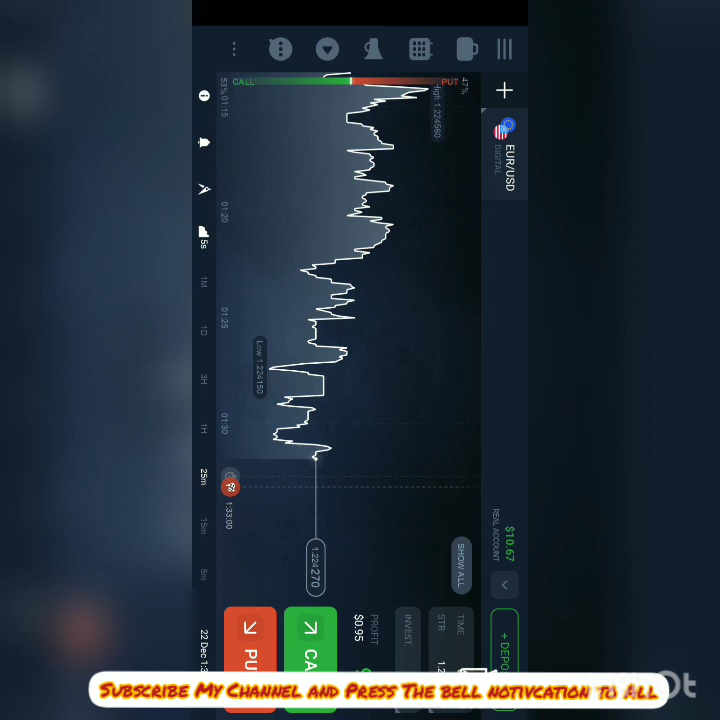 EUR/USD
DIGITAL
$10.67
REAL ACCOUNT
CALL
PUT 47%
53%
High 1.224560
Low 1.224150
01:15
01:20
01:25
01:30
1:33:00
1.224270
SHOW ALL
TIME
STR
INVEST.
PROFIT
$0.95
5s
1M
1D
3H
1H
25m
15m
5m
22 Dec
Subscribe My Channel and Press The bell notivcation to All